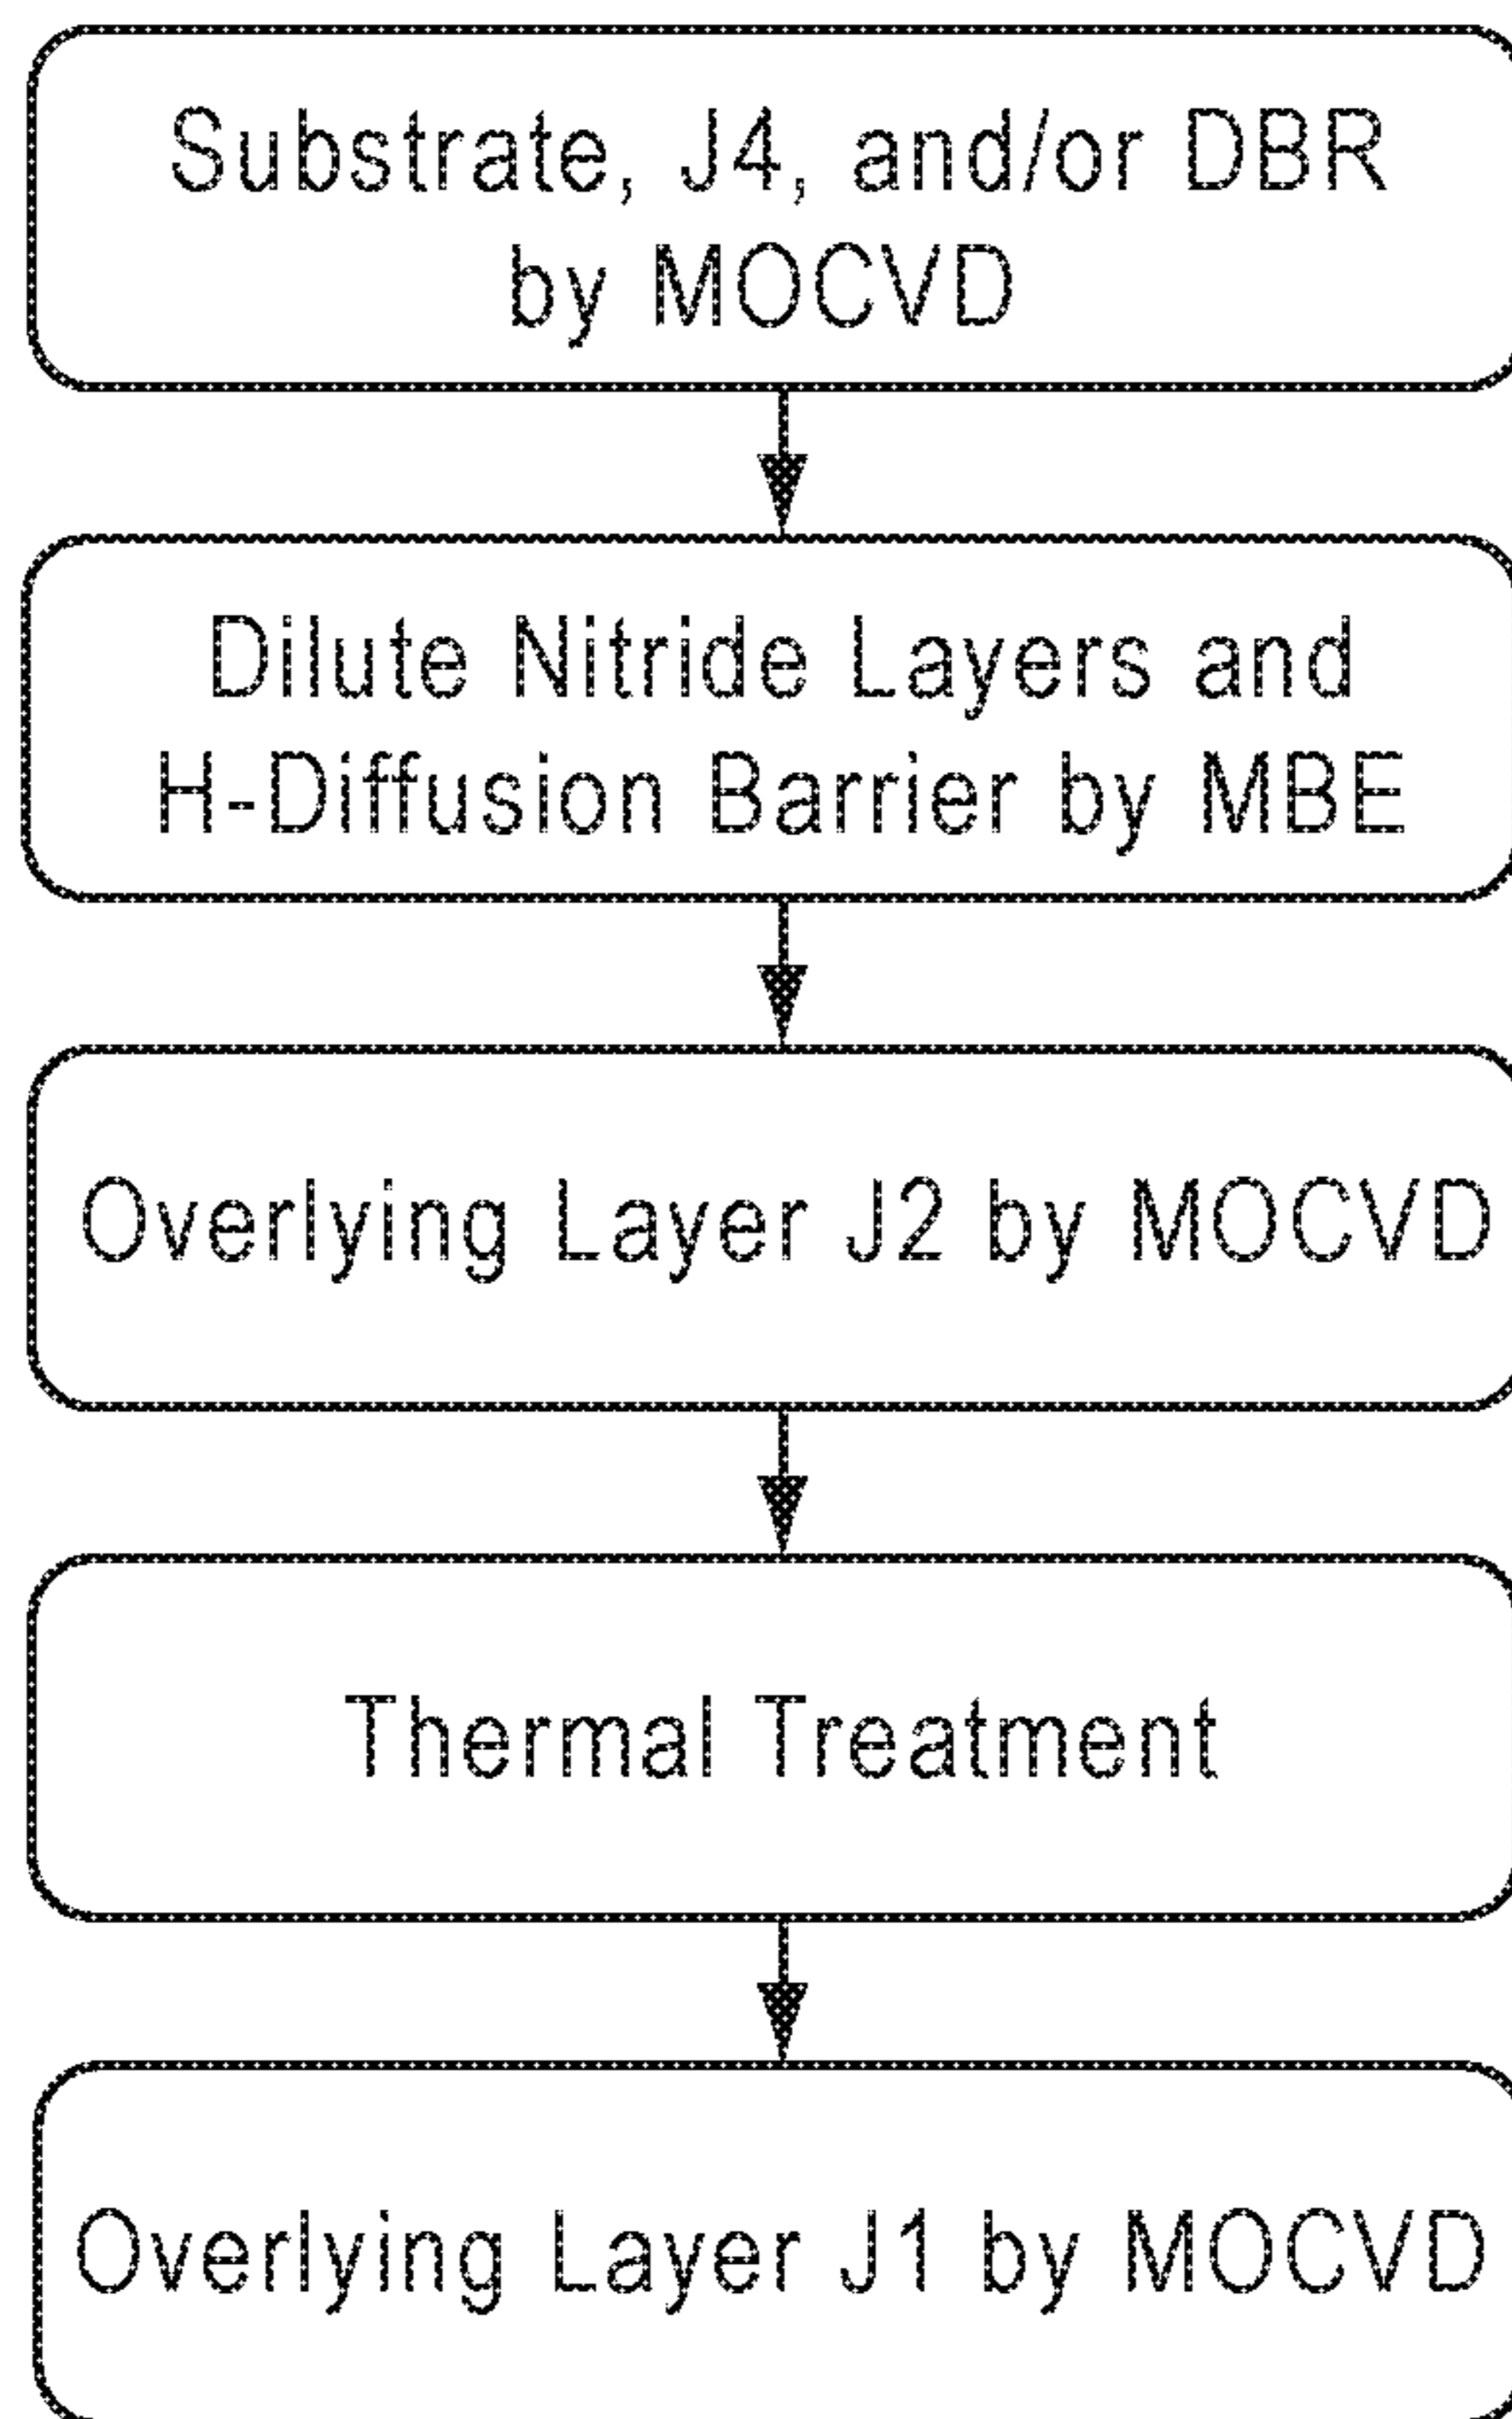 Substrate, J4, and/or DBR
by MOCVD
Dilute Nitride Layers and
H-Diffusion Barrier by MBE
Overlying Layer J2 by MOCVD
Thermal Treatment
Overlying Layer J1 by MOCVD